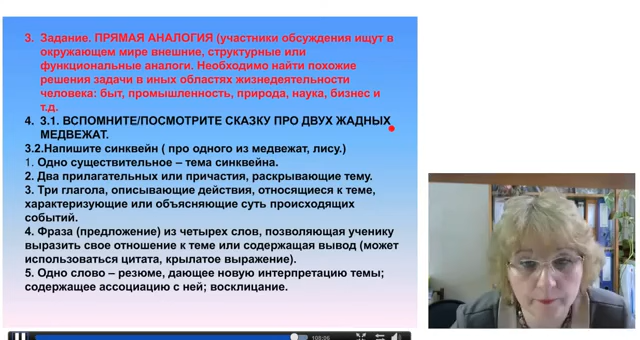 3. Задание. ПРЯМАЯ АНАЛОГИЯ (участники обсуждения ищут в
окружающем мире внешние, структурные или
функциональные аналоги. Необходимо найти похожие
решения задачи в иных областях жизнедеятельности
человека: быт, промышленность, природа, наука, бизнес и
т.д.
4. 3.1. ВСПОМНИТЕ/ПОСМОТРИТЕ СКАЗКУ ПРО ДВУХ ЖАДНЫХ
МЕДВЕЖАТ.
3.2.Напишите синквейн ( про одного из медвежат, лису.)
1. Одно существительное – тема синквейна.
2. Два прилагательных или причастия, раскрывающие тему.
3. Три глагола, описывающие действия, относящиеся к теме,
характеризующие или объясняющие суть происходящих
событий.
4. Фраза (предложение) из четырех слов, позволяющая ученику
выразить свое отношение к теме или содержащая вывод (может
использоваться цитата, крылатое выражение).
5. Одно слово – резюме, дающее новую интерпретацию темы;
содержащее ассоциацию с ней; восклицание.